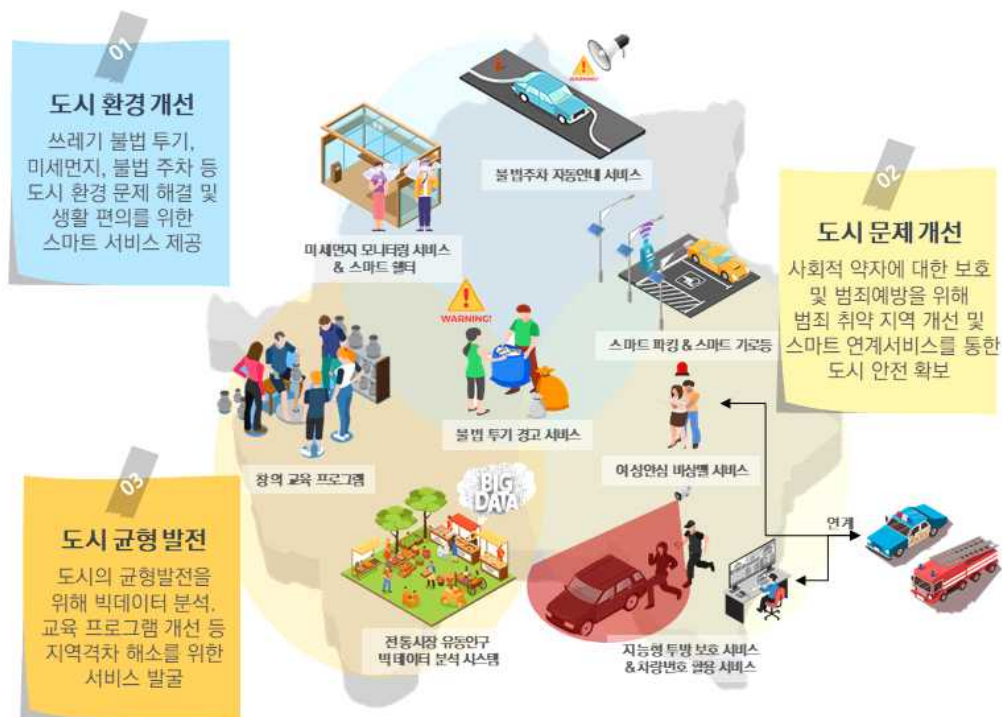 01
도시 환경 개선
쓰레기 불법 투기,
미세먼지, 불법 주차 등
도시 환경 문제 해결 및
생활 편의를 위한
스마트 서비스 제공
WARNING!
불법주차 자동안내 서비스
미세먼지 모니터링 서비스
& 스마트 쉘터
02
도시 문제 개선
사회적 약자에 대한 보호
및 범죄예방을 위해
범죄 취약 지역 개선 및
스마트 연계서비스를 통한
도시 안전 확보
스마트 파킹 & 스마트 가로등
WARNING!
불법 투기 경고 서비스
창의 교육 프로그램
여성안심 비상벨 서비스
03
도시 균형 발전
도시의 균형발전을
위해 빅데이터 분석,
교육 프로그램 개선 등
지역격차 해소를 위한
서비스 발굴
BIG
DATA
전통시장 유동인구
빅데이터 분석 시스템
연계
지능형 투망 보호 서비스
&차량번호 활용 서비스